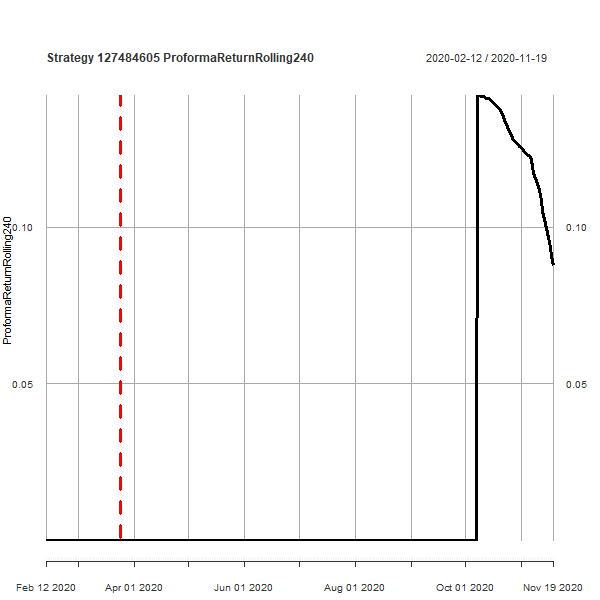 Strategy 127484605 ProformaReturnRolling240
2020-02-12 / 2020-11-19
ProformaReturnRolling240
0.10
0.10
0.05
0.05
Feb 12 2020
Apr 01 2020
Jun 01 2020
Aug 01 2020
Oct 01 2020
Nov 19 2020